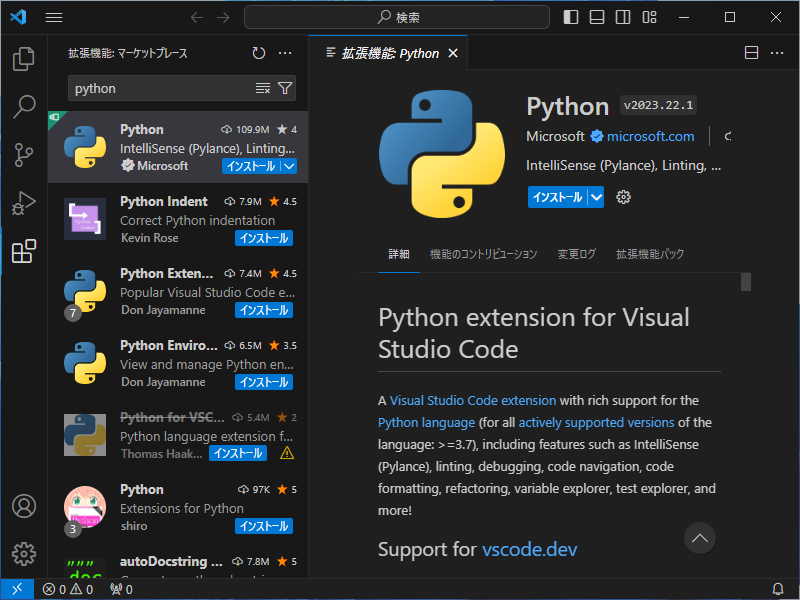 検索
拡張機能: マーケットプレース
python
Python 109.9M 4
IntelliSense (Pylance), Linting,...
Microsoft インストール
Python Indent 7.9M 4.5
Correct Python indentation
Kevin Rose インストール
Python Exten... 7.4M 4.5
Popular Visual Studio Code e...
7 Don Jayamanne インストール
Python Enviro... 6.5M 3.5
View and manage Python en...
Don Jayamanne インストール
Python for VSC... 5.4M 2
Python language extension f...
Thomas Haak... インストール
Python 97K 5
Extensions for Python
3 shiro インストール
autoDocstring ... 7.8M 5
拡張機能: Python
Python v2023.22.1
Microsoft microsoft.com
IntelliSense (Pylance), Linting, ...
インストール
詳細 機能のコントリビューション 変更ログ 拡張機能パック
Python extension for Visual
Studio Code
A Visual Studio Code extension with rich support for the
Python language (for all actively supported versions of the
language: >=3.7), including features such as IntelliSense
(Pylance), linting, debugging, code navigation, code
formatting, refactoring, variable explorer, test explorer, and
more!
Support for vscode.dev
0 0 0